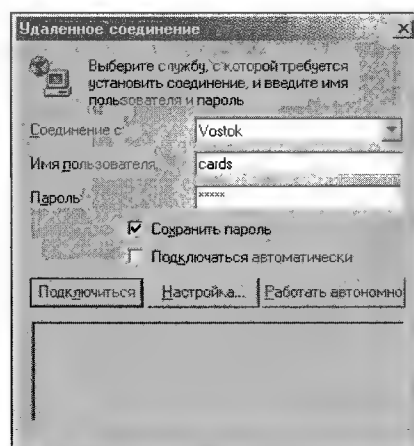 Удаленное соединение
Выберите службу, с которой требуется
установить соединение, и введите имя
пользователя и пароль
Соединение с
Vostok
Имя пользователя
cards
Пароль
*****
Сохранить пароль
Подключаться автоматически
Подключиться Настройка... Работать автономно